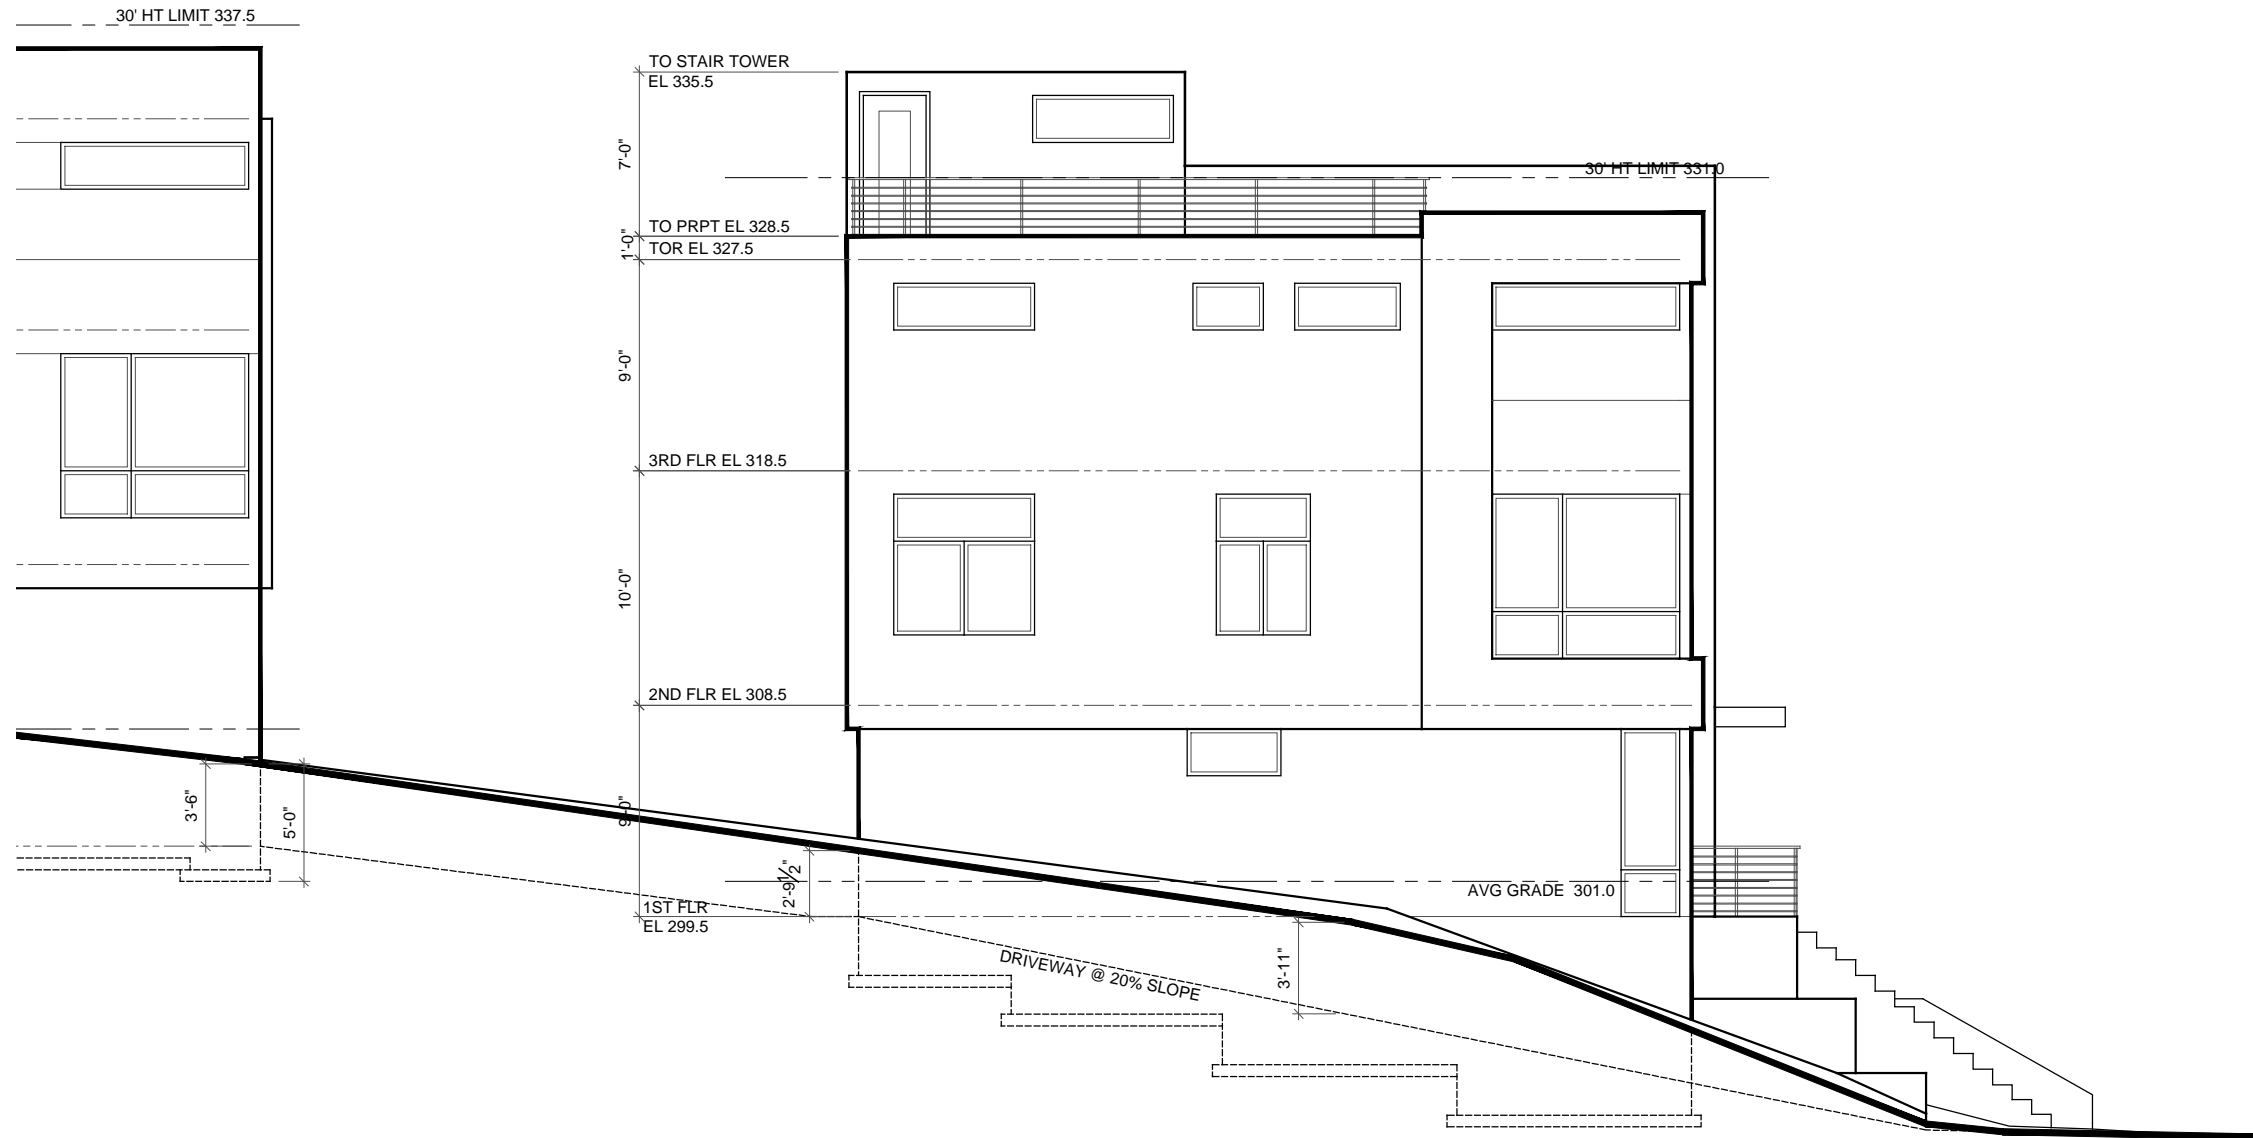 30' HT LIMIT 337.5
TO STAIR TOWER
EL 335.5
7'-0"
30' HT LIMIT 331.0
TO PRPT EL 328.5
1'-0"
TOR EL 327.5
9'-0"
3RD FLR EL 318.5
10'-0"
2ND FLR EL 308.5
9'-0"
3'-6"
5'-0"
2'-9½"
AVG GRADE 301.0
1ST FLR
EL 299.5
3'-11"
DRIVEWAY @ 20% SLOPE